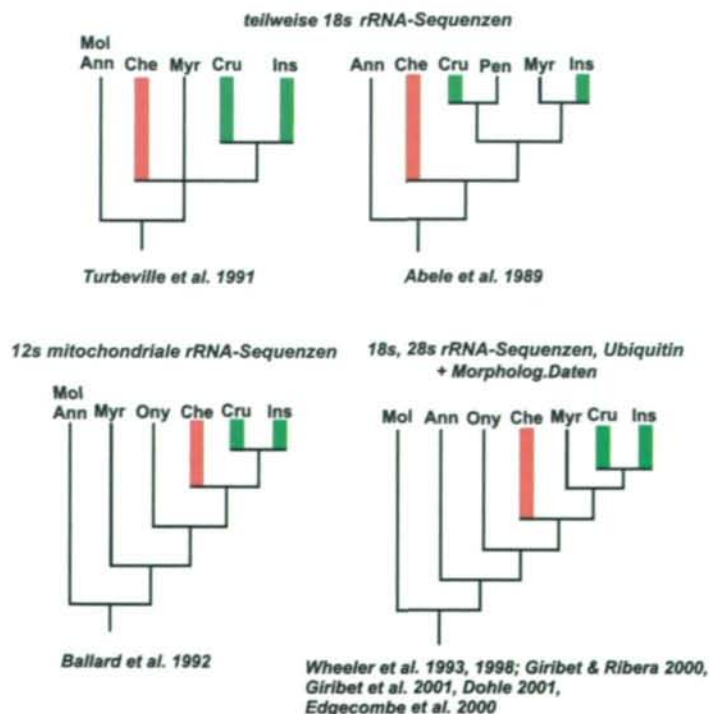 teilweise 18s rRNA-Sequenzen
Mol
Ann Che Myr Cru Ins
Ann Che Cru Pen Myr Ins
Turbeville et al. 1991
Abele et al. 1989
12s mitochondriale rRNA-Sequenzen
18s, 28s rRNA-Sequenzen, Ubiquitin
+ Morpholog.Daten
Mol
Ann Myr Ony Che Cru Ins
Mol Ann Ony Che Myr Cru Ins
Ballard et al. 1992
Wheeler et al. 1993, 1998; Giribet & Ribera 2000,
Giribet et al. 2001, Dohle 2001,
Edgecombe et al. 2000